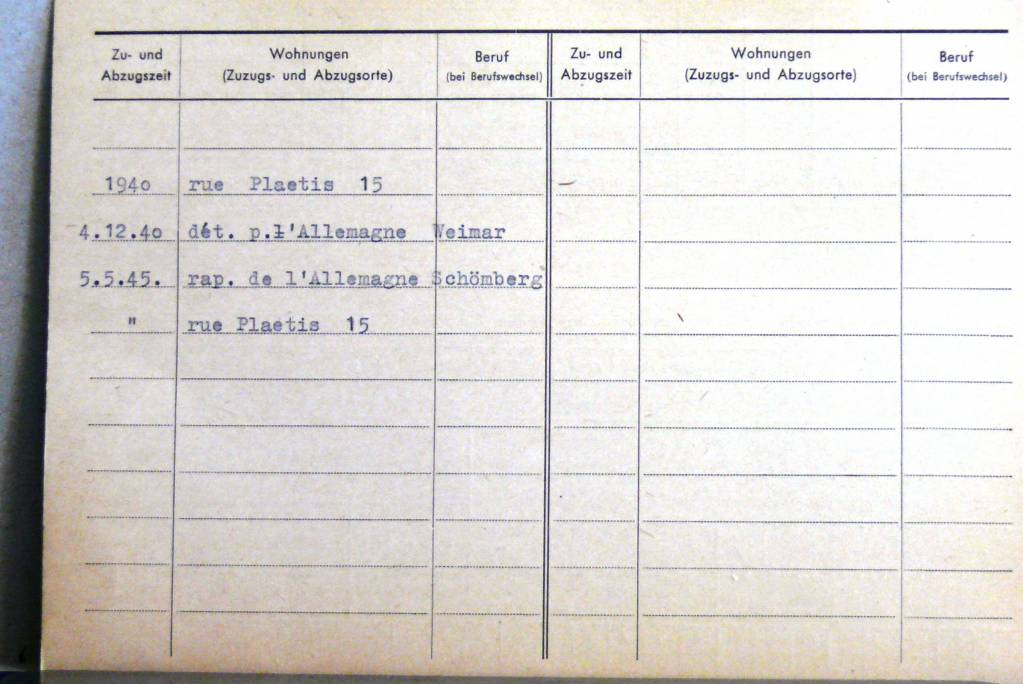 Zu- und Abzugszeit Wohnungen (Zuzugs- und Abzugsorte) Beruf (bei Berufswechsel) Zu- und Abzugszeit Wohnungen (Zuzugs- und Abzugsorte) Beruf (bei Berufswechsel)
1940 rue Plaetis 15
4.12.40 dét. p.l'Allemagne Weimar
5.5.45. rap. de l'Allemagne Schömberg
" rue Plaetis 15